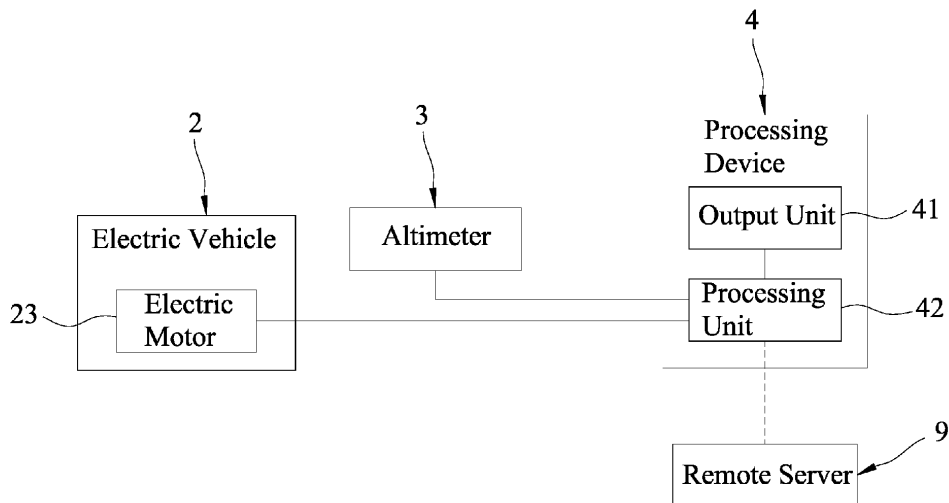 4
Processing
Device
2
3
Electric Vehicle
Altimeter
Output Unit
41
23
Electric
Motor
Processing
Unit
42
9
Remote Server